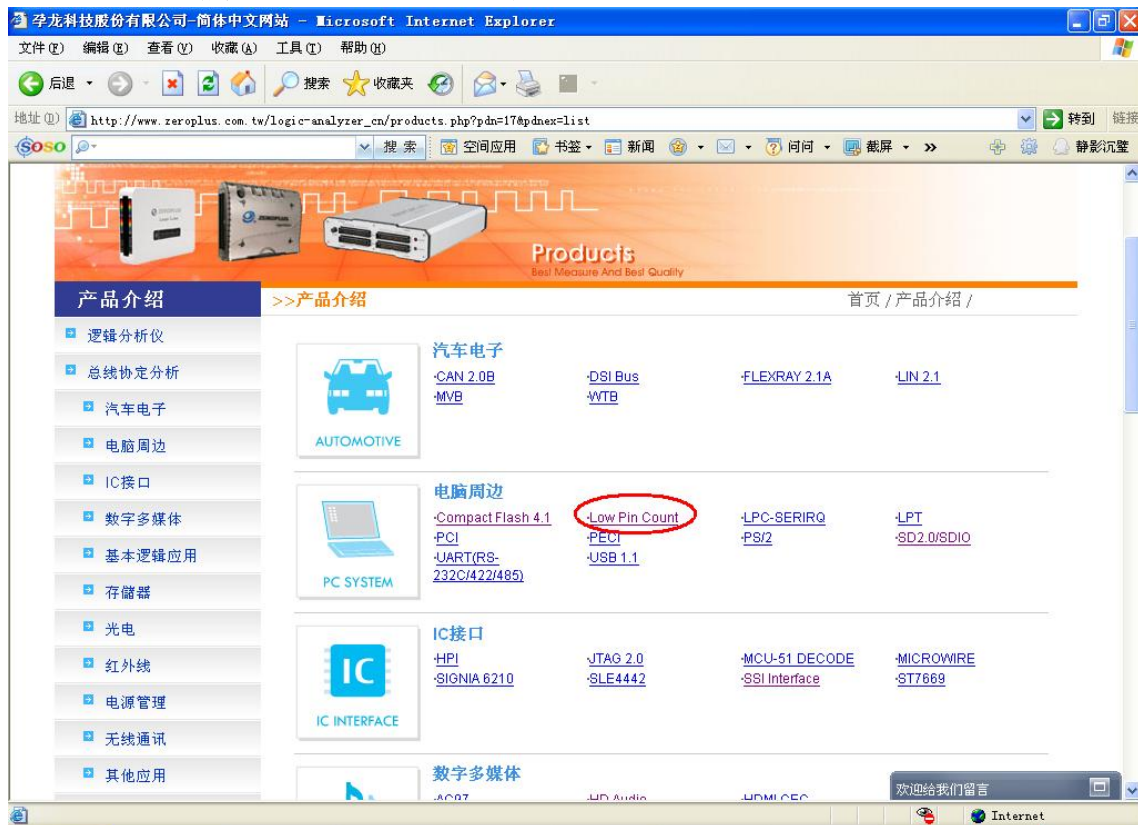 孕龙科技股份有限公司-简体中文网站 - Microsoft Internet Explorer
文件(F) 编辑(E) 查看(V) 收藏(A) 工具(T) 帮助(H)
后退 搜索 收藏夹
地址(D) http://www.zeroplus.com.tw/logic-analyzer_cn/products.php?pdn=17&pdnex=list 转到 链接
SOSO 搜 索 空间应用 书签 新闻 问问 截屏 静影沉璧
Products
Best Measure And Best Quality
产品介绍 >>产品介绍 首页 / 产品介绍 /
逻辑分析仪
总线协定分析
汽车电子
电脑周边
IC接口
数字多媒体
基本逻辑应用
存儲器
光电
红外线
电源管理
无线通讯
其他应用
汽车电子
·CAN 2.0B ·DSI Bus ·FLEXRAY 2.1A ·LIN 2.1
·MVB ·WTB
AUTOMOTIVE
电脑周边
·Compact Flash 4.1 ·Low Pin Count ·LPC-SERIRQ ·LPT
·PCI ·PECI ·PS/2 ·SD2.0/SDIO
·UART(RS-232C/422/485) ·USB 1.1
PC SYSTEM
IC接口
·HPI ·JTAG 2.0 ·MCU-51 DECODE ·MICROWIRE
·SIGNIA 6210 ·SLE4442 ·SSI Interface ·ST7669
IC
IC INTERFACE
数字多媒体
·AC97 ·HD Audio ·HDMI CEC
欢迎给我们留言
Internet